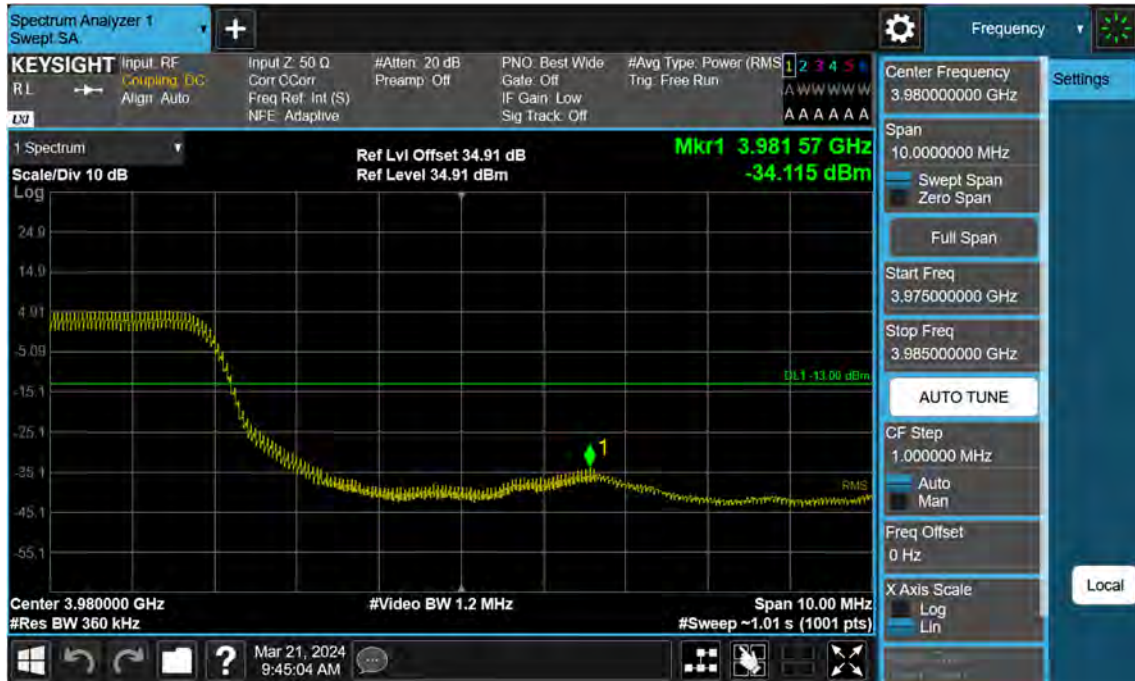 Spectrum Analyzer 1
Swept SA
Frequency
KEYSIGHT
RL
LXI
Input: RF
Coupling: DC
Align: Auto
Input Z: 50 Ω
Corr CCorr
Freq Ref: Int (S)
NFE: Adaptive
#Atten: 20 dB
Preamp: Off
PNO: Best Wide
Gate: Off
IF Gain: Low
Sig Track: Off
#Avg Type: Power (RMS
Trig: Free Run
1 2 3 4 5 6
A W W W W W
A A A A A A
Center Frequency
3.980000000 GHz
Settings
1 Spectrum
Scale/Div 10 dB
Ref Lvl Offset 34.91 dB
Ref Level 34.91 dBm
Mkr1 3.981 57 GHz
-34.115 dBm
Span
10.0000000 MHz
Swept Span
Zero Span
Full Span
Start Freq
3.975000000 GHz
Stop Freq
3.985000000 GHz
AUTO TUNE
CF Step
1.000000 MHz
Auto
Man
Freq Offset
0 Hz
X Axis Scale
Log
Lin
Local
Log
24.9
14.9
4.91
-5.09
-15.1
-25.1
-35.1
-45.1
-55.1
DL1 -13.00 dBm
1
RMS
Center 3.980000 GHz
#Res BW 360 kHz
#Video BW 1.2 MHz
Span 10.00 MHz
#Sweep ~1.01 s (1001 pts)
?
Mar 21, 2024
9:45:04 AM